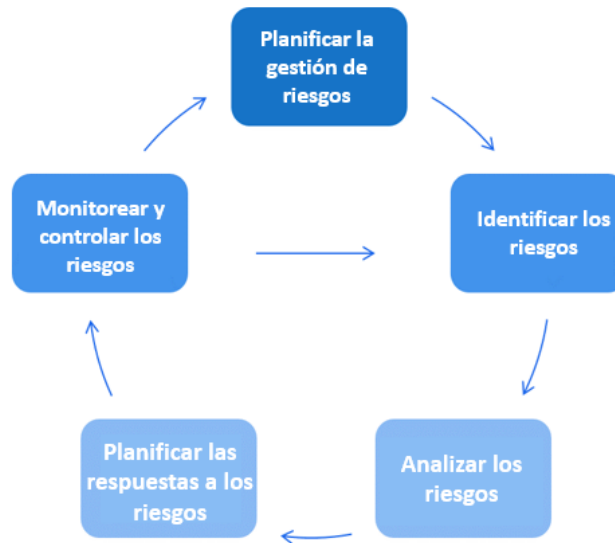 Planificar la
gestión de
riesgos
Monitorear y
controlar los
riesgos
Identificar los
riesgos
Planificar las
respuestas a los
riesgos
Analizar los
riesgos